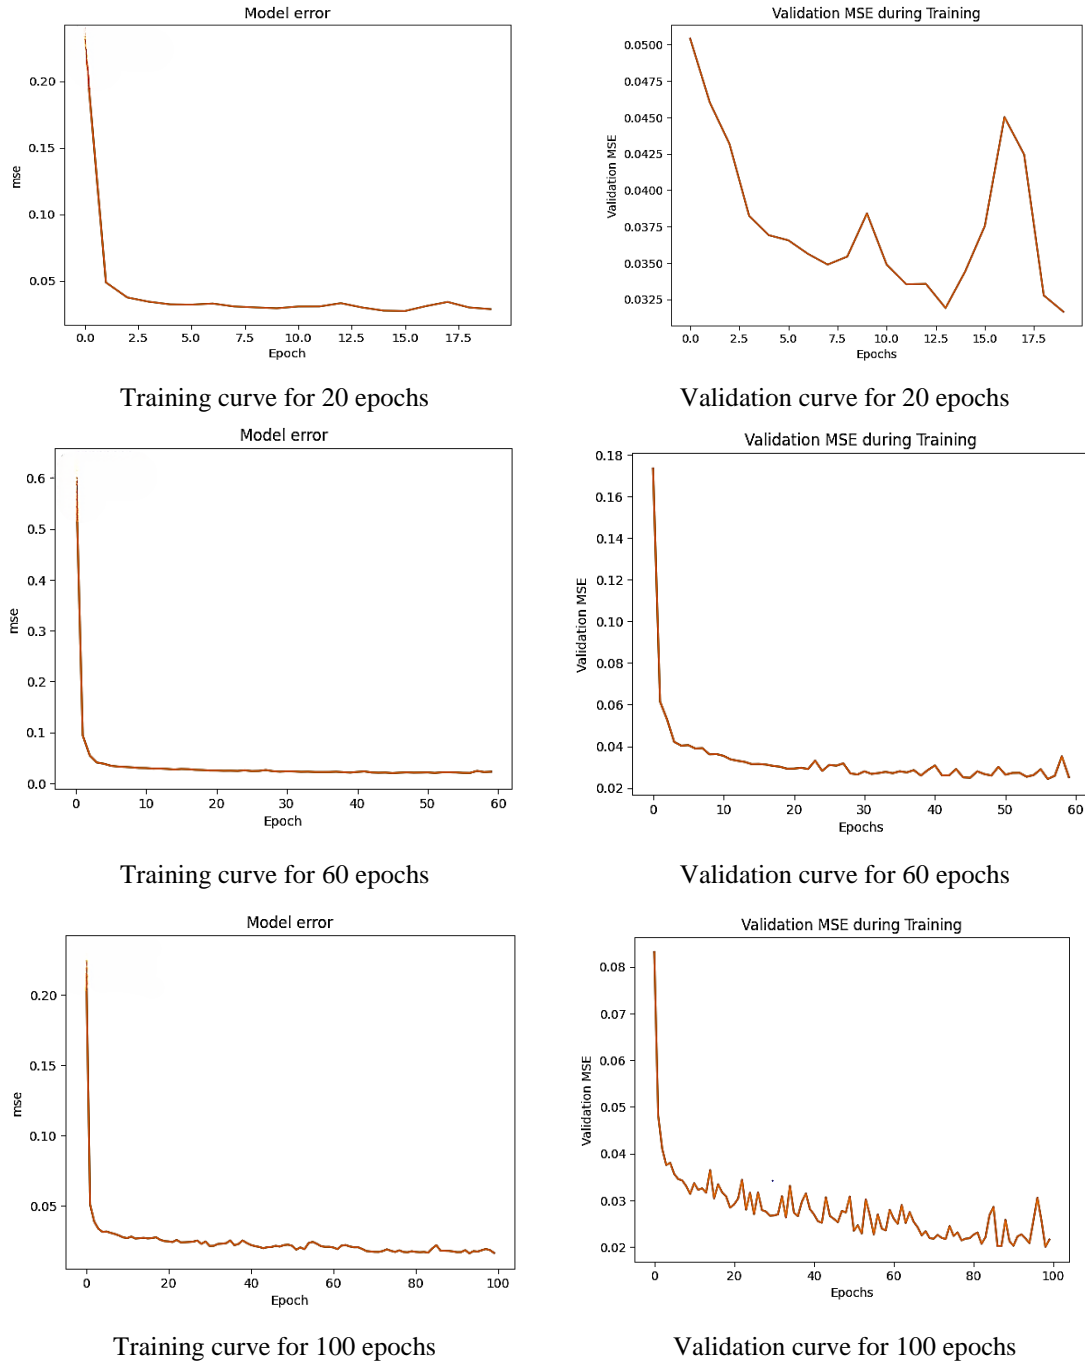 Model error
mse
0.20
0.15
0.10
0.05
0.0 2.5 5.0 7.5 10.0 12.5 15.0 17.5
Epoch
Validation MSE during Training
Validation MSE
0.0500
0.0475
0.0450
0.0425
0.0400
0.0375
0.0350
0.0325
0.0 2.5 5.0 7.5 10.0 12.5 15.0 17.5
Epochs
Training curve for 20 epochs
Validation curve for 20 epochs
Model error
mse
0.6
0.5
0.4
0.3
0.2
0.1
0.0
0 10 20 30 40 50 60
Epoch
Validation MSE during Training
Validation MSE
0.18
0.16
0.14
0.12
0.10
0.08
0.06
0.04
0.02
0 10 20 30 40 50 60
Epochs
Training curve for 60 epochs
Validation curve for 60 epochs
Model error
mse
0.20
0.15
0.10
0.05
0 20 40 60 80 100
Epoch
Validation MSE during Training
Validation MSE
0.08
0.07
0.06
0.05
0.04
0.03
0.02
0 20 40 60 80 100
Epochs
Training curve for 100 epochs
Validation curve for 100 epochs